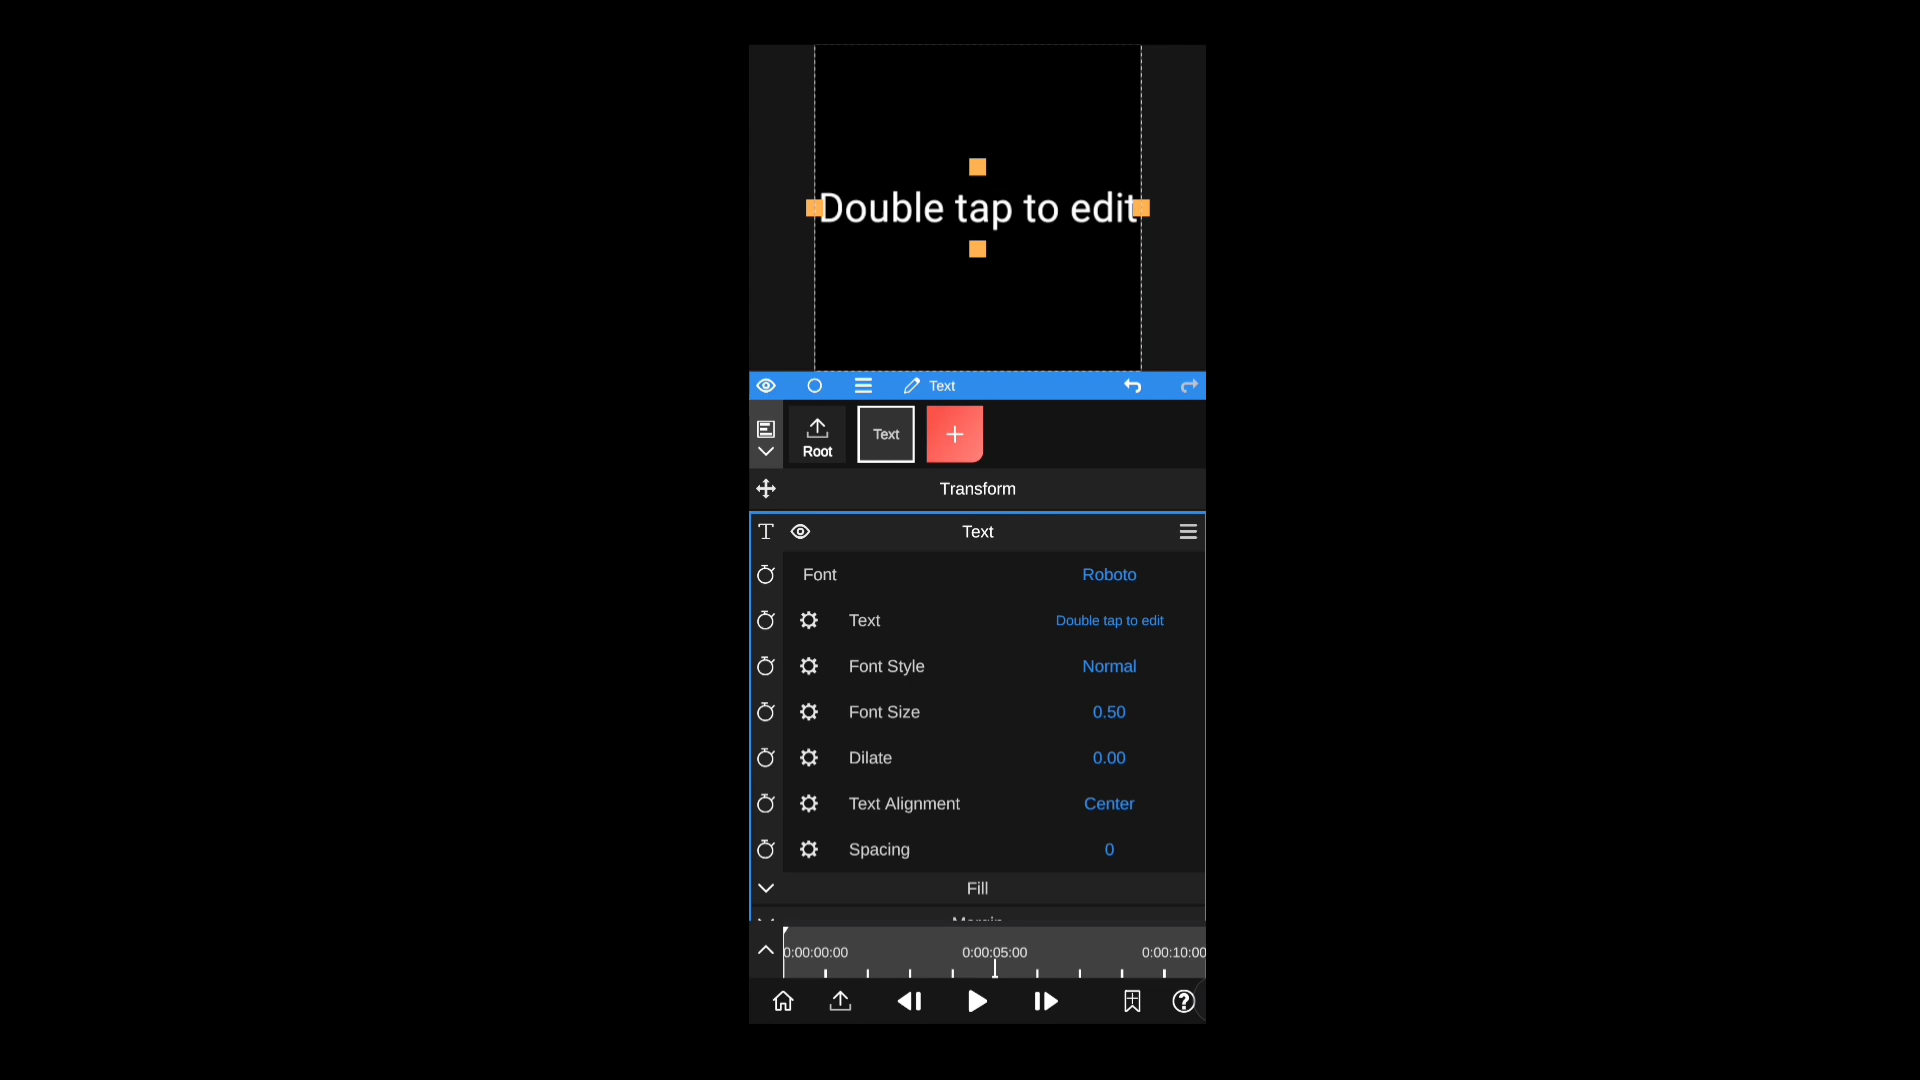 Double tap to edit
Text
Root
Text
Transform
Text
Font Roboto
Text Double tap to edit
Font Style Normal
Font Size 0.50
Dilate 0.00
Text Alignment Center
Spacing 0
Fill
Margin
0:00:00:00 0:00:05:00 0:00:10:00